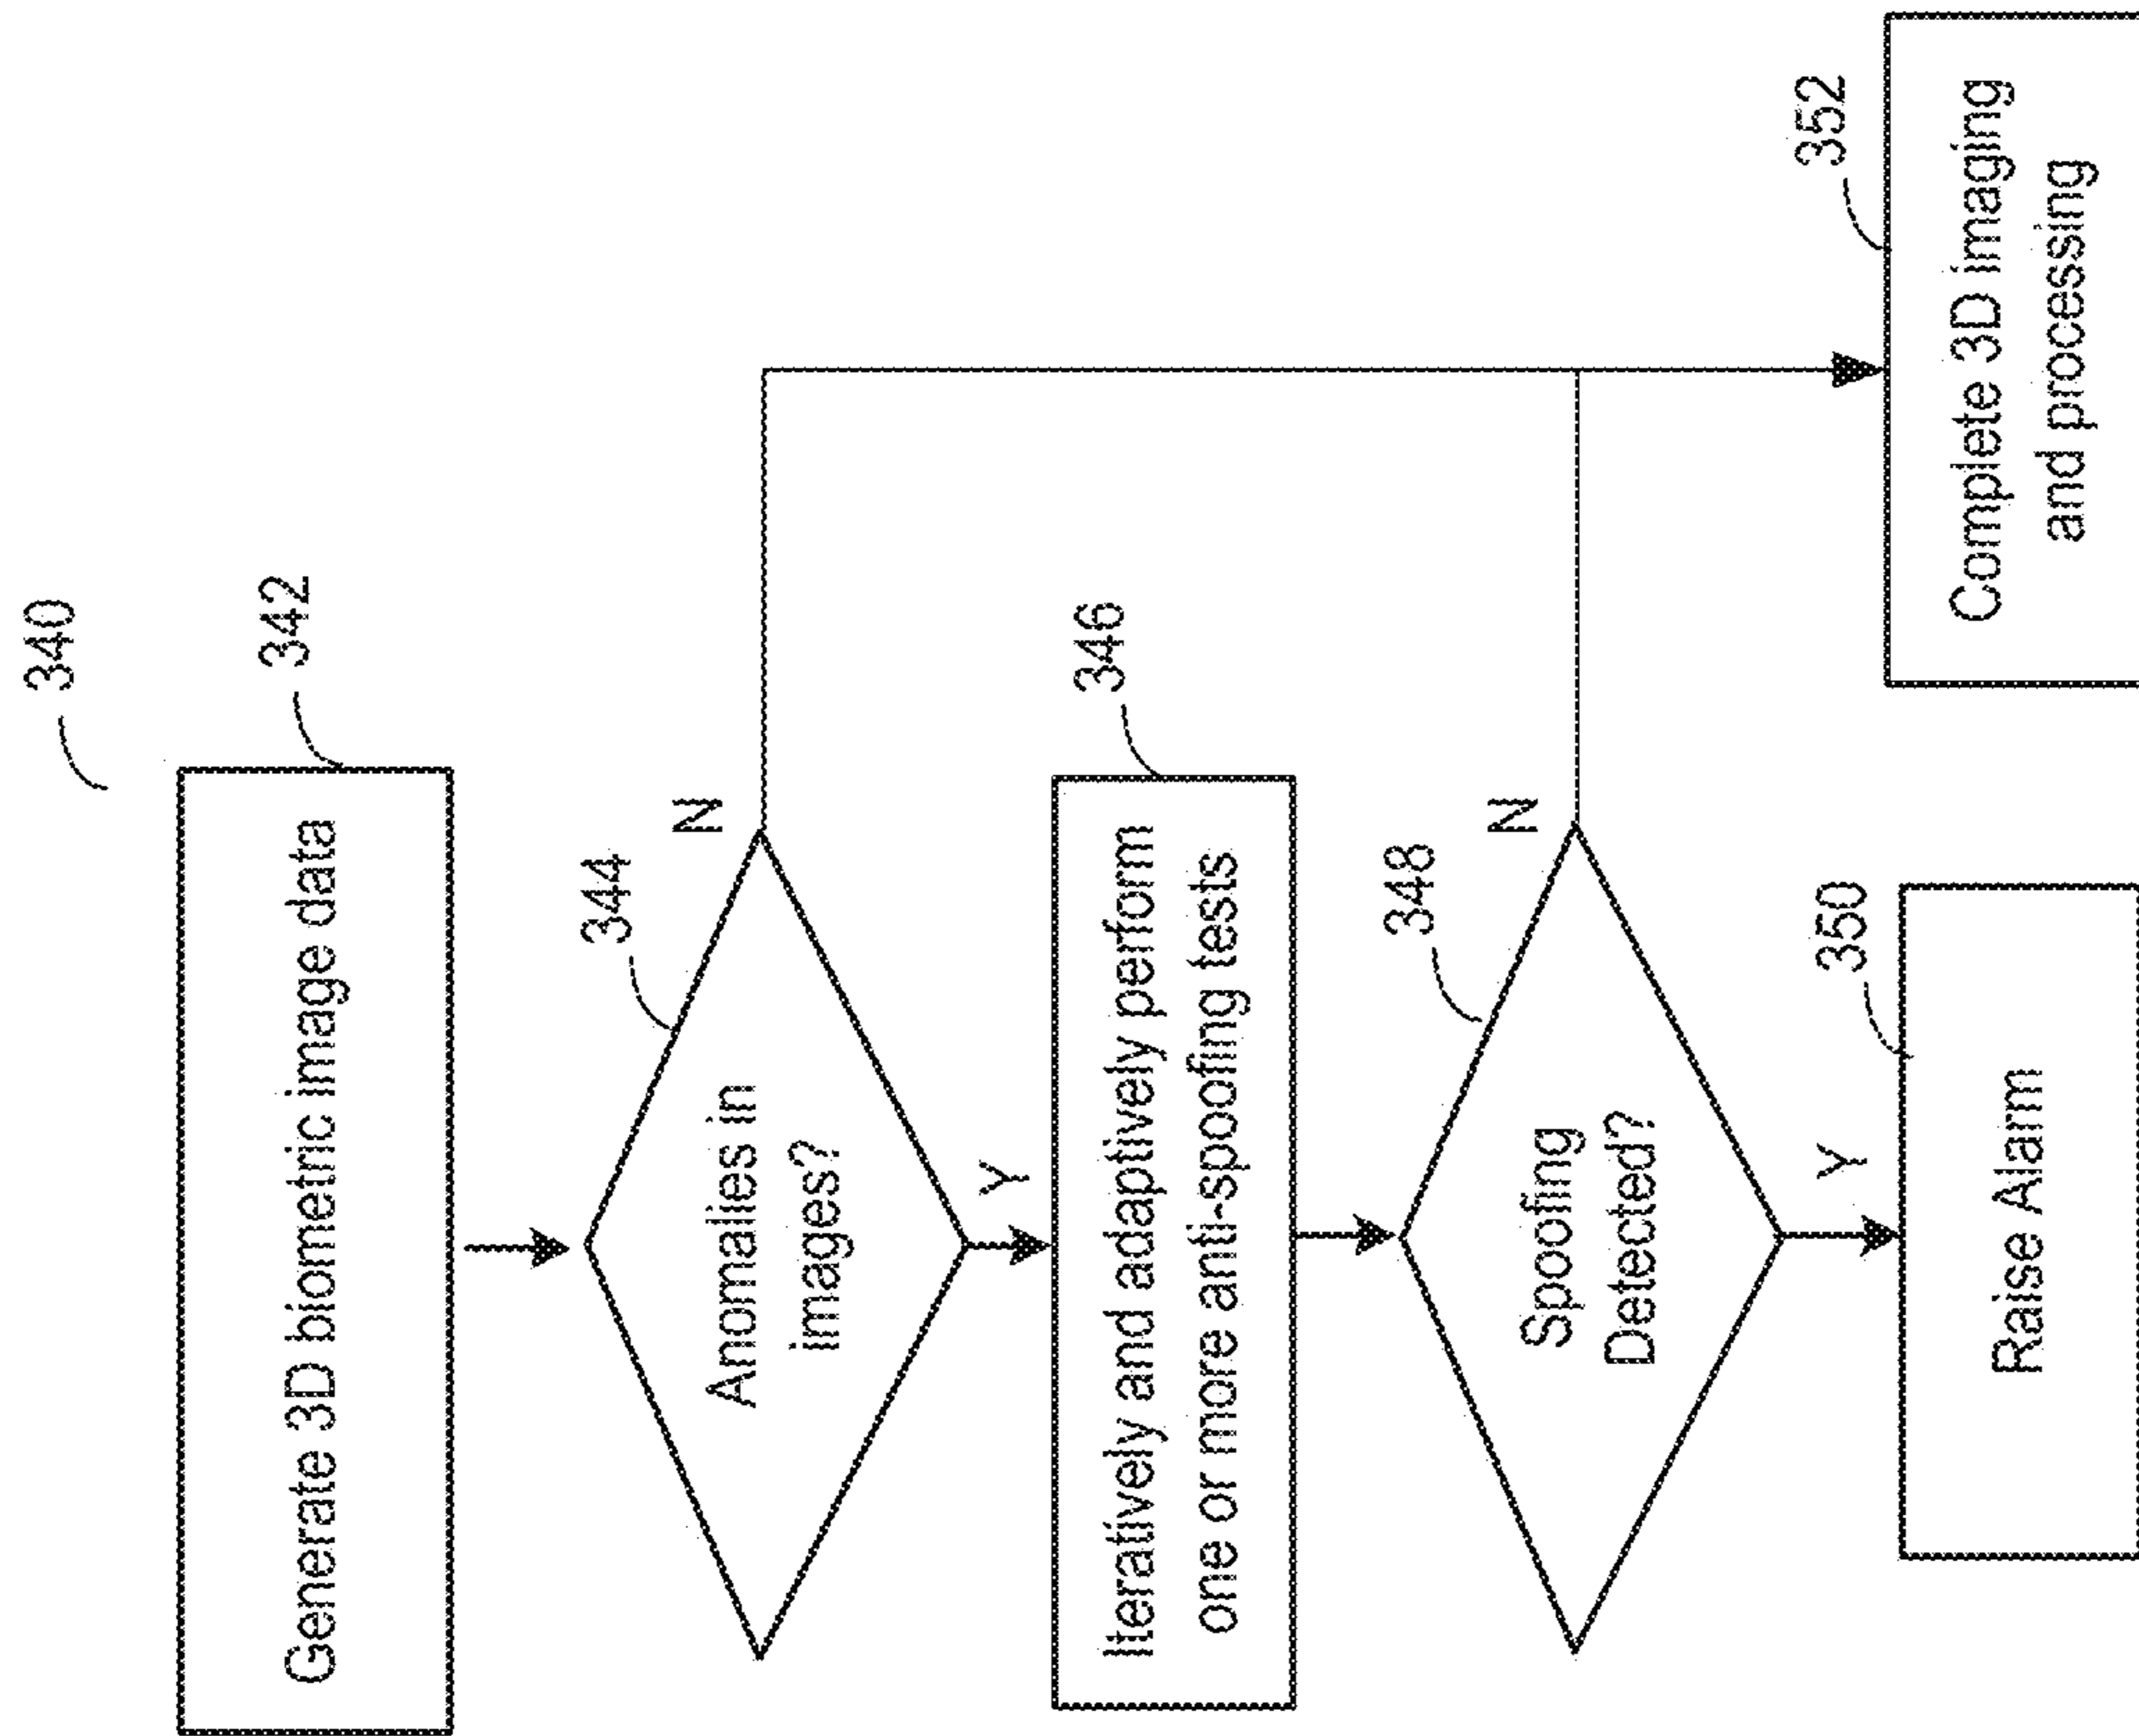 340
342
Generate 3D biometric image data
344
Anomalies in
images?
N
Y
346
Iteratively and adaptively perform
one or more anti-spoofing tests
348
Spoofing
Detected?
N
Y
350
Raise Alarm
352
Complete 3D imaging
and processing